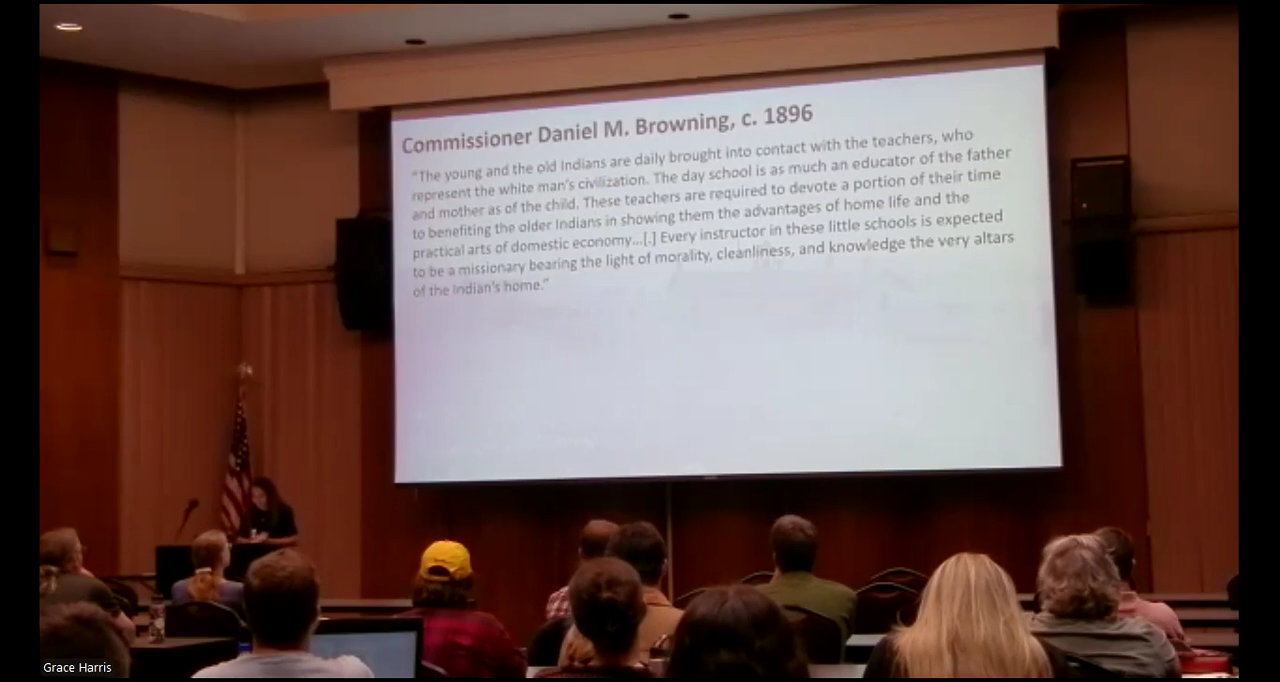 Commissioner Daniel M. Browning, c. 1896
"The young and the old Indians are daily brought into contact with the teachers, who
represent the white man's civilization. The day school is as much an educator of the father
and mother as of the child. These teachers are required to devote a portion of their time
to benefiting the older Indians in showing them the advantages of home life and the
practical arts of domestic economy...[.] Every instructor in these little schools is expected
to be a missionary bearing the light of morality, cleanliness, and knowledge the very altars
of the Indian's home."
Grace Harris